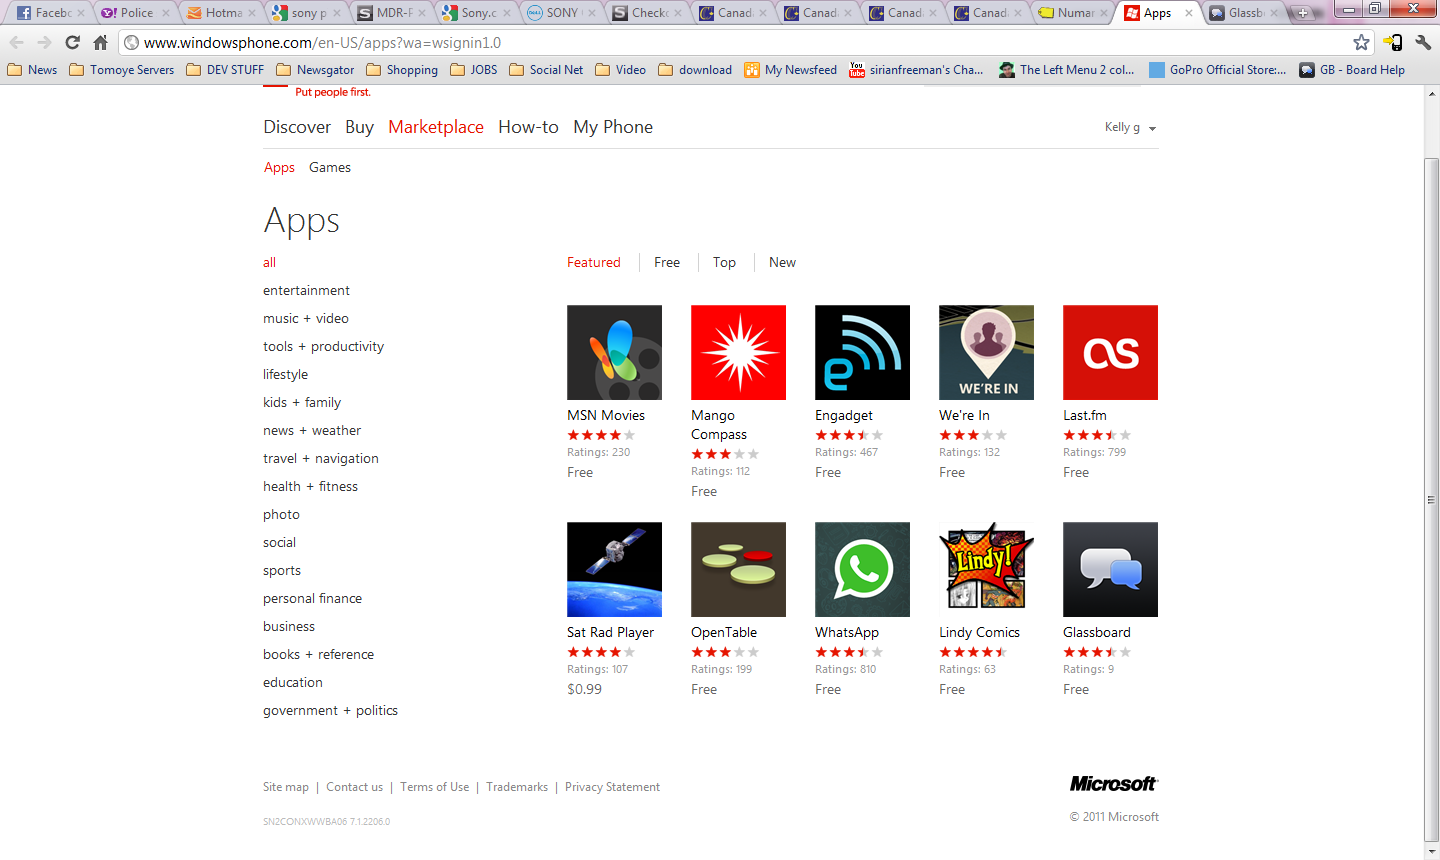 Faceb
Police
Hotma
sony p
MDR-F
Sony.c
SONY
Checko
Canad
Canad
Canad
Canad
Numar
Apps
Glassb
www.windowsphone.com/en-US/apps?wa=wsignin1.0
News
Tomoye Servers
DEV STUFF
Newsgator
Shopping
JOBS
Social Net
Video
download
My Newsfeed
You Tube
sirianfreeman's Cha...
The Left Menu 2 col...
GoPro Official Store:...
GB - Board Help
Put people first.
Discover Buy Marketplace How-to My Phone
Kelly g
Apps Games
Apps
all
entertainment
music + video
tools + productivity
lifestyle
kids + family
news + weather
travel + navigation
health + fitness
photo
social
sports
personal finance
business
books + reference
education
government + politics
Featured Free Top New
MSN Movies
Ratings: 230
Free
Mango
Compass
Ratings: 112
Free
Engadget
Ratings: 467
Free
WE'RE IN
We're In
Ratings: 132
Free
Last.fm
Ratings: 799
Free
Sat Rad Player
Ratings: 107
$0.99
OpenTable
Ratings: 199
Free
WhatsApp
Ratings: 810
Free
Lindy!
Lindy Comics
Ratings: 63
Free
Glassboard
Ratings: 9
Free
Site map | Contact us | Terms of Use | Trademarks | Privacy Statement
SN2CONXWWBA06 7.1.2206.0
Microsoft
© 2011 Microsoft